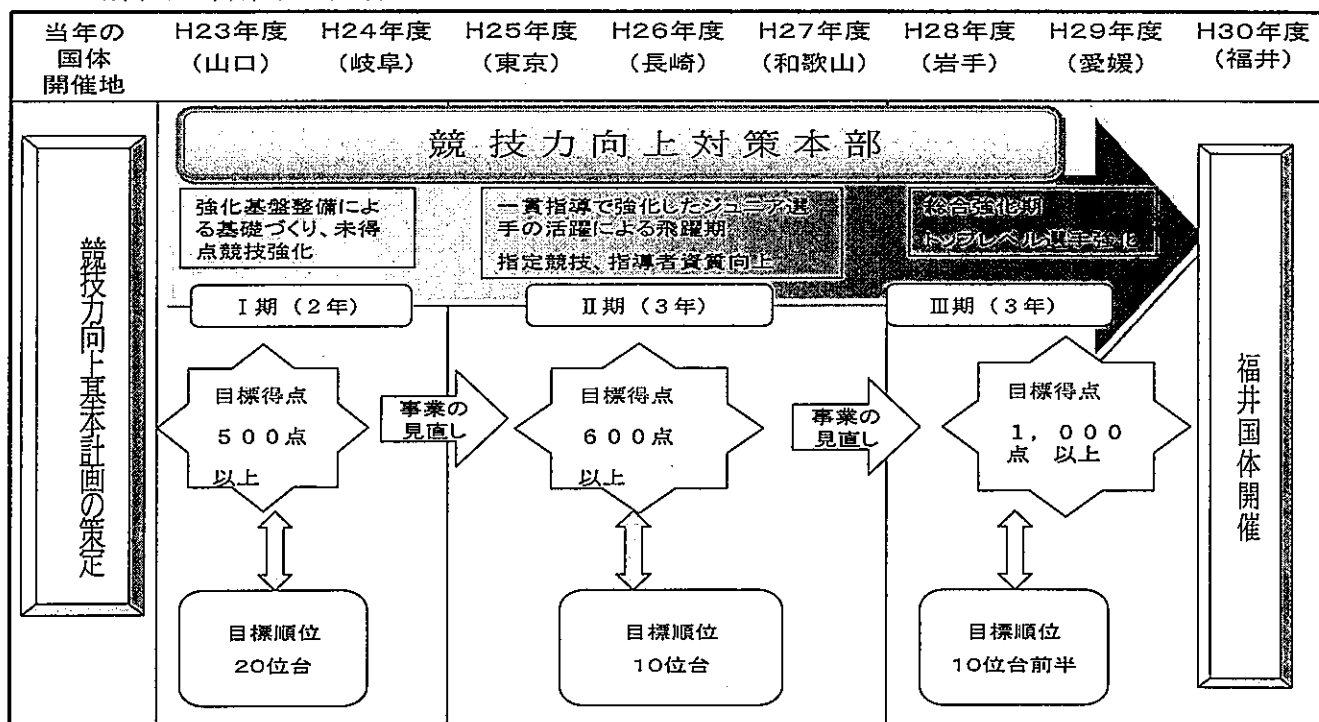 当年の
国体
開催地
H23年度
(山口)
H24年度
(岐阜)
H25年度
(東京)
H26年度
(長崎)
H27年度
(和歌山)
H28年度
(岩手)
H29年度
(愛媛)
H30年度
(福井)
競技力向上対策本部
競技力向上基本計画の策定
強化基盤整備によ
る基礎づくり、未得
点競技強化
一貫指導で強化したジュニア選
手の活躍による飛躍期
指定競技、指導者資質向上
総合強化期
トップレベル選手強化
Ⅰ期(2年)
Ⅱ期(3年)
Ⅲ期(3年)
目標得点
500点
以上
事業の
見直し
目標得点
600点
以上
事業の
見直し
目標得点
1,000
点 以上
福井国体開催
目標順位
20位台
目標順位
10位台
目標順位
10位台前半